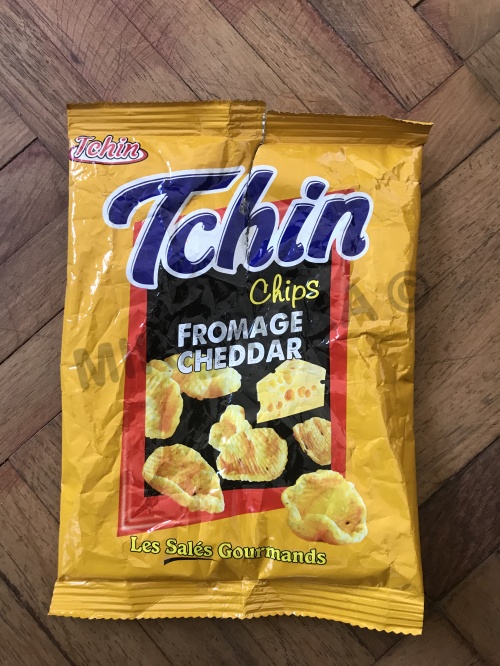 Tchin
Tchin
Chips
FROMAGE
CHEDDAR
Les Salés Gourmands